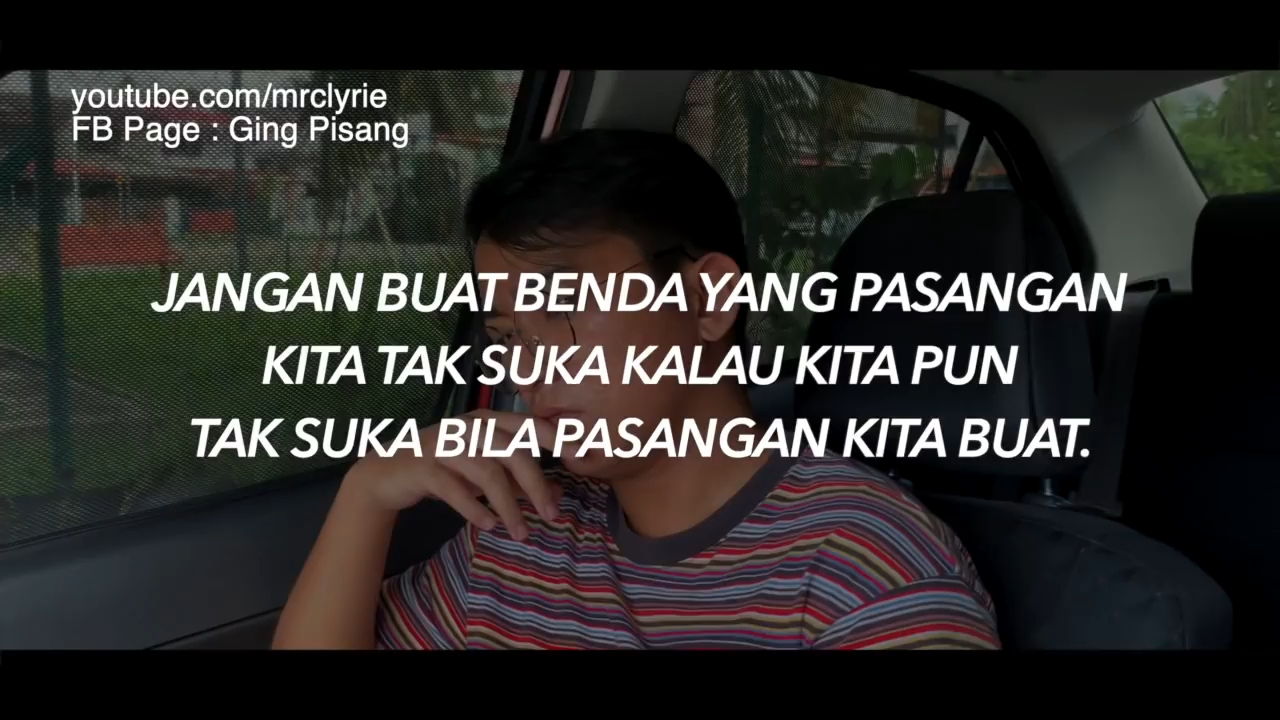 youtube.com/mrclyrie
FB Page : Ging Pisang
JANGAN BUAT BENDA YANG PASANGAN
KITA TAK SUKA KALAU KITA PUN
TAK SUKA BILA PASANGAN KITA BUAT.